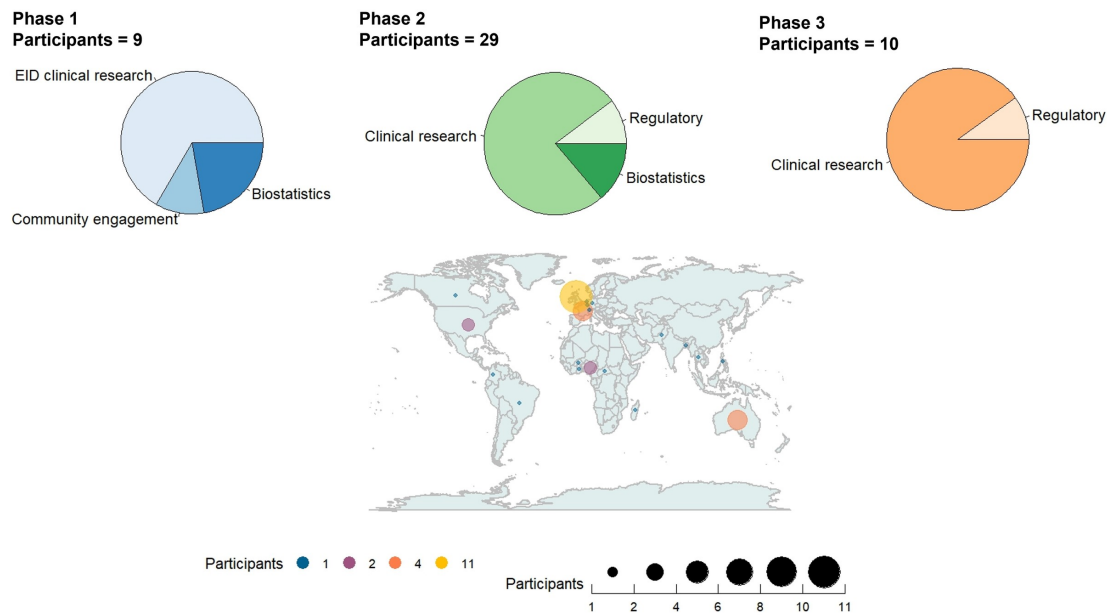 Phase 1
Participants = 9
Phase 2
Participants = 29
Phase 3
Participants = 10
EID clinical research
Biostatistics
Community engagement
Clinical research
Regulatory
Biostatistics
Regulatory
Clinical research
Participants 1 2 4 11
Participants
1 2 4 6 8 10 11